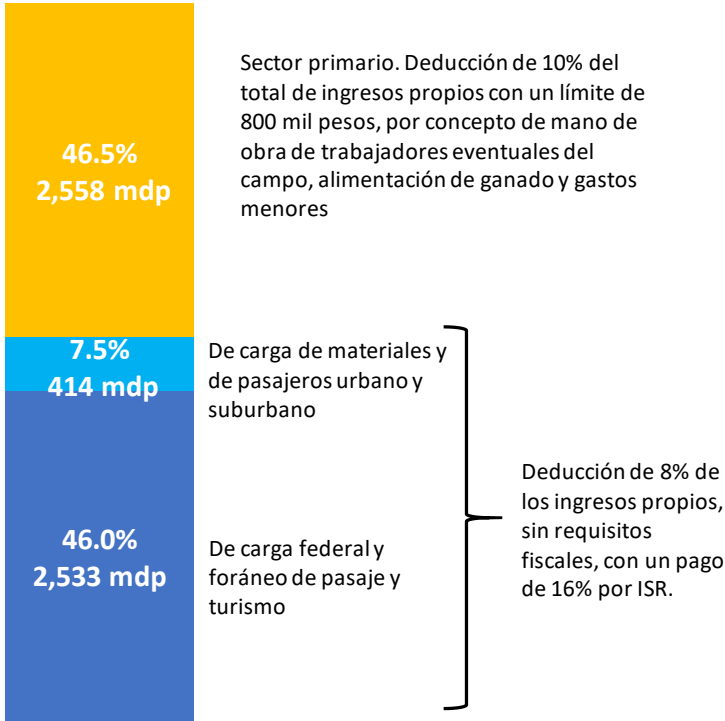 46.5%
2,558 mdp
Sector primario. Deducción de 10% del
total de ingresos propios con un límite de
800 mil pesos, por concepto de mano de
obra de trabajadores eventuales del
campo, alimentación de ganado y gastos
menores
7.5%
414 mdp
De carga de materiales y
de pasajeros urbano y
suburbano
46.0%
2,533 mdp
De carga federal y
foráneo de pasaje y
turismo
Deducción de 8% de
los ingresos propios,
sin requisitos
fiscales, con un pago
de 16% por ISR.